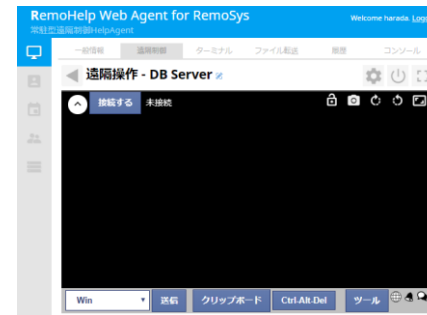 RemoHelp Web Agent for RemoSys
Welcome harada.
常駐型遠隔制御HelpAgent
一般情報 遠隔制御 ターミナル ファイル転送 履歴 コンソール
遠隔操作 - DB Server
接続する 未接続
Win 送信 クリップボード Ctrl-Alt-Del ツール